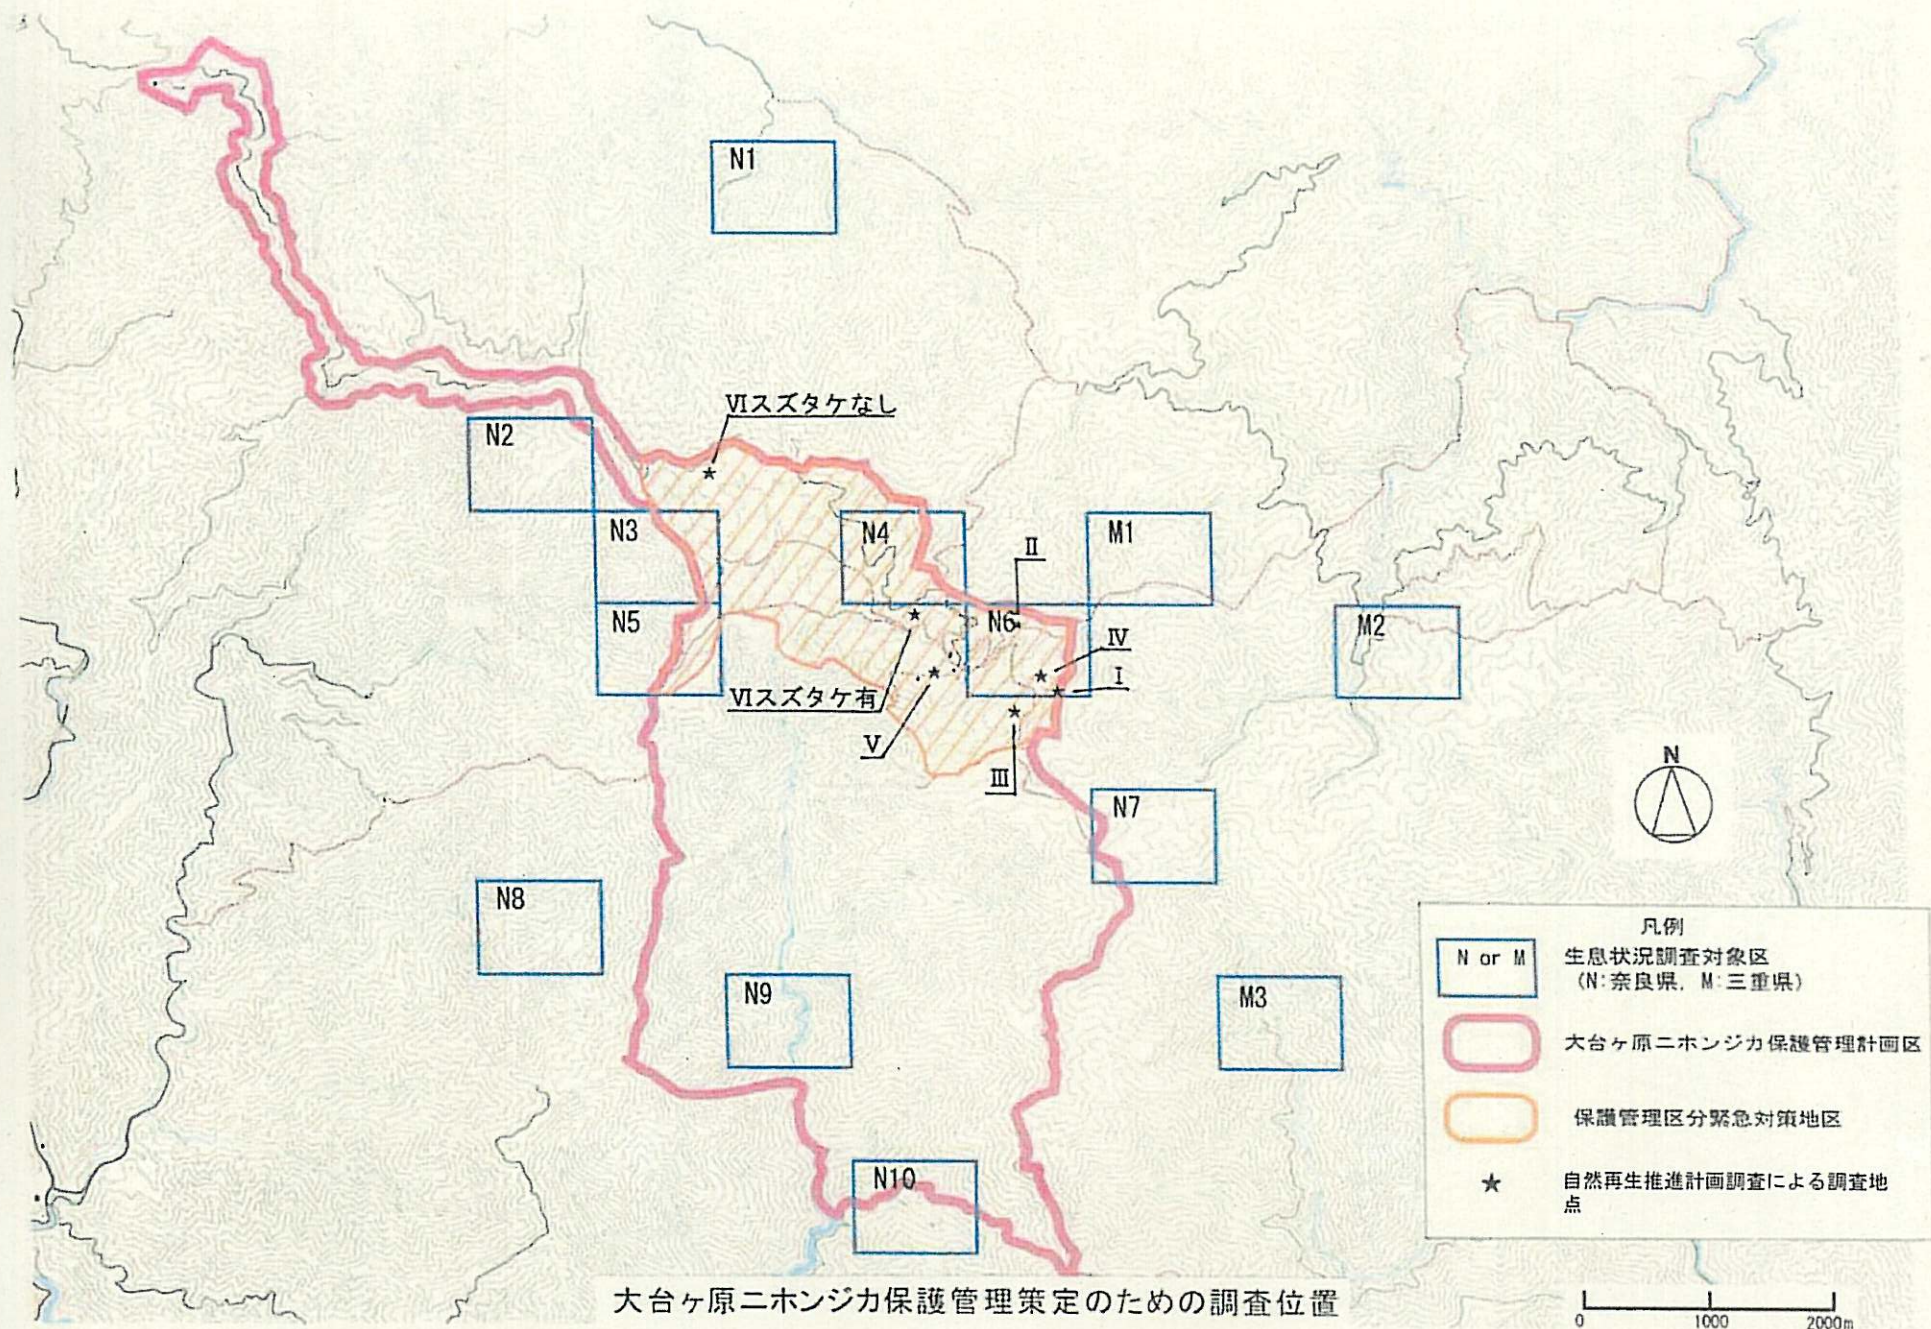 N1
VIスズタケなし
N2
N3
N4
II
M1
N5
N6
IV
M2
I
VIスズタケ有
V
III
N
N7
N8
N9
M3
N10
凡例
N or M
生息状況調査対象区
(N:奈良県, M:三重県)
大台ヶ原ニホンジカ保護管理計画区
保護管理区分緊急対策地区
★
自然再生推進計画調査による調査地
点
大台ヶ原ニホンジカ保護管理策定のための調査位置
0 1000 2000m